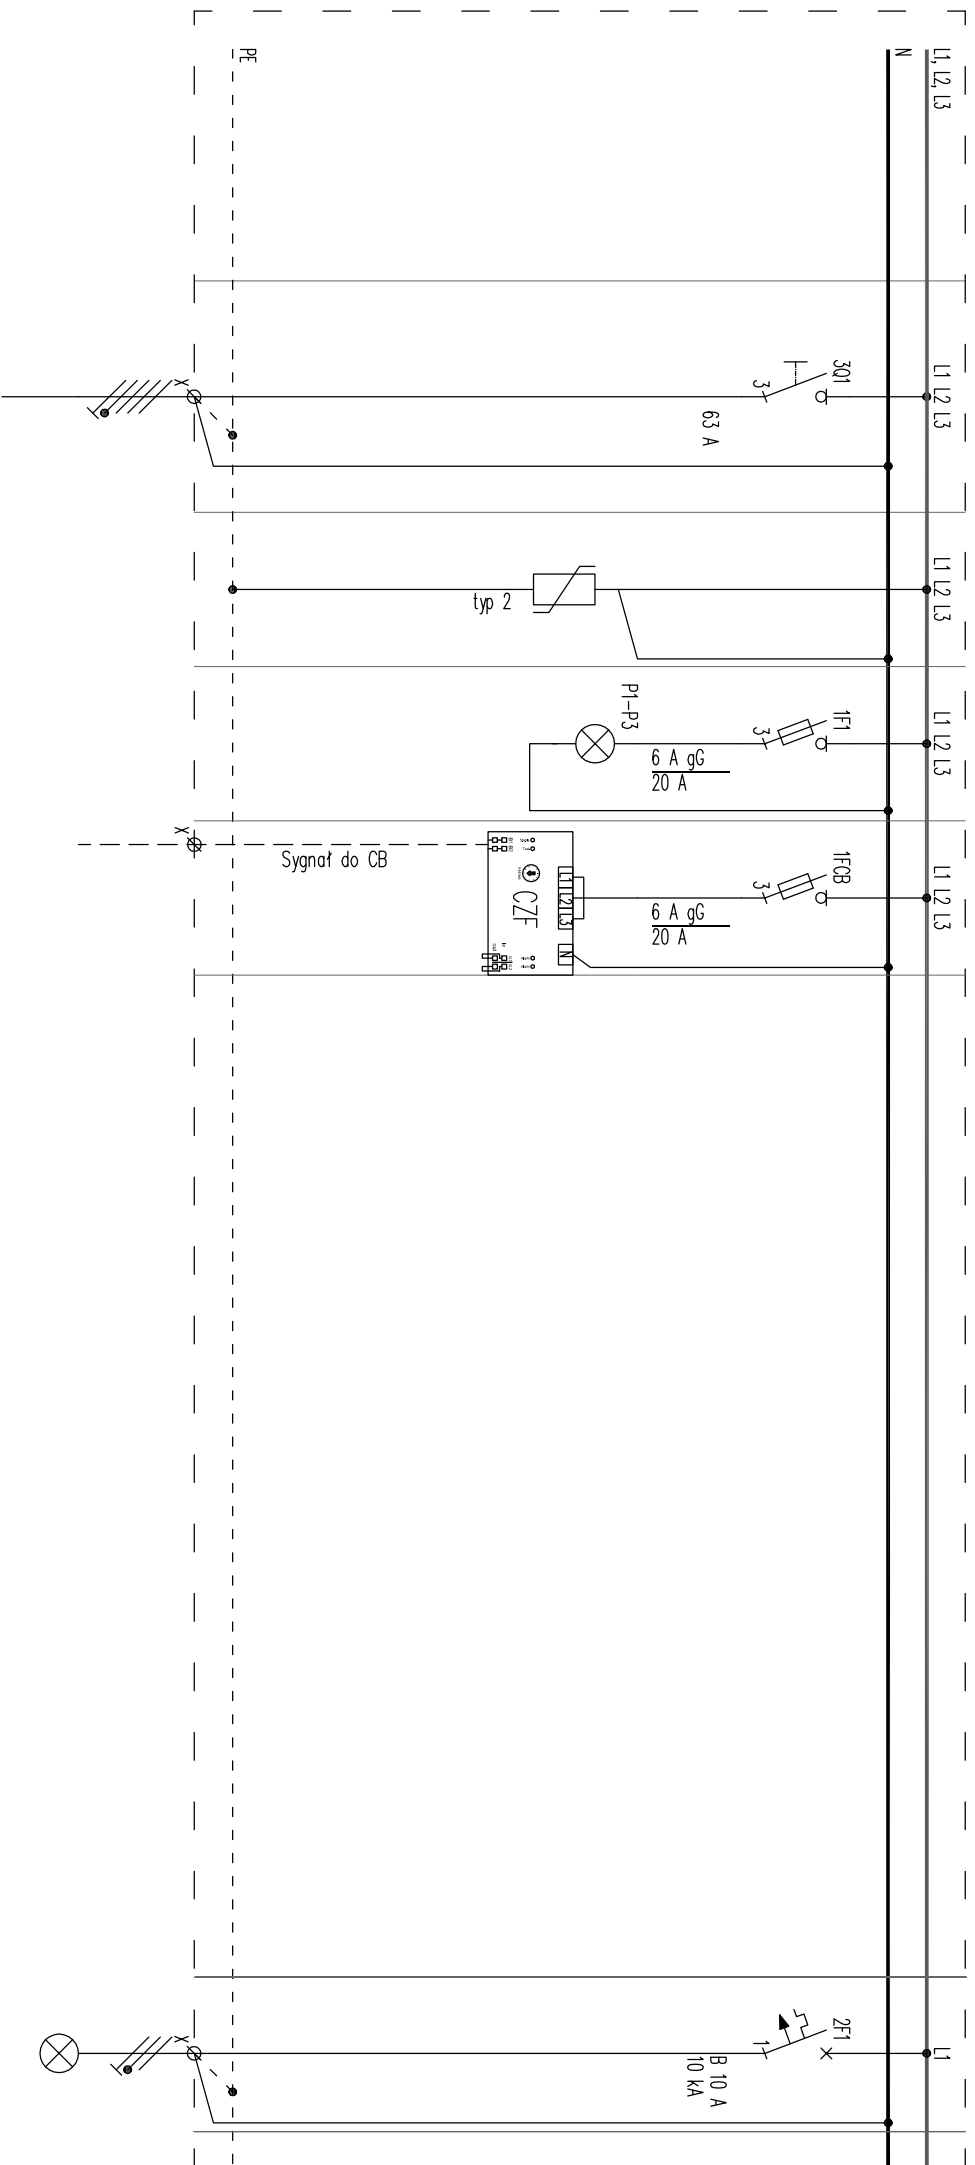 L1, L2, L3
N
PE
L1 L2 L3
3Q1
3
63 A
X
L1 L2 L3
typ 2
L1 L2 L3
1F1
3
6 A gG
20 A
P1-P3
L1 L2 L3
1FCB
3
6 A gG
20 A
L1 L2 L3
N
CZF
Sygnał do CB
X
L1
2F1
1
B 10 A
10 kA
X